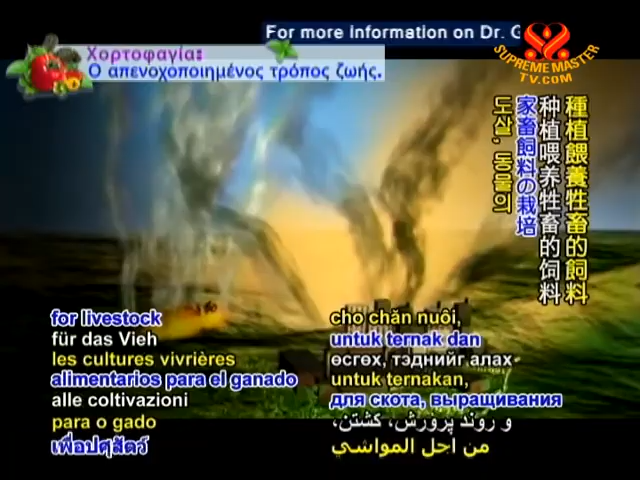 For more information on Dr. G
SUPREME MASTER
TV.COM
Χορτοφαγία:
Ο απενοχοποιημένος τρόπος ζωής.
種植餵養牲畜的飼料
种植喂养牲畜的饲料
家畜飼料の栽培
도살, 동물의
for livestock
für das Vieh
les cultures vivrières
alimentarios para el ganado
alle coltivazioni
para o gado
เพื่อปศุสัตว์
cho chăn nuôi,
untuk ternak dan
өсгөх, тэднийг алах
untuk ternakan,
для скота, выращивания
و روند پرورش، کشتن،
من اجل المواشي